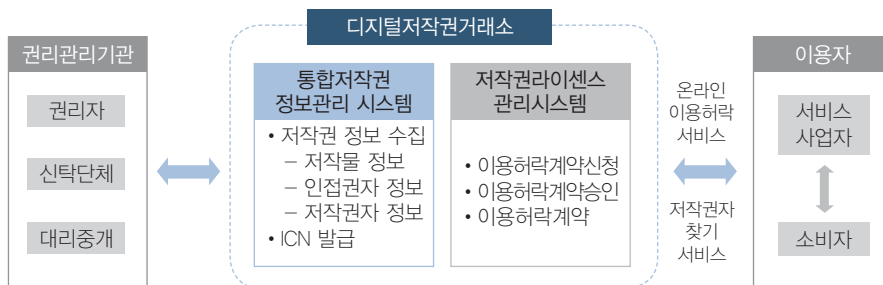 디지털저작권거래소
권리관리기관
권리자
신탁단체
대리중개
통합저작권
정보관리 시스템
• 저작권 정보 수집
– 저작물 정보
– 인접권자 정보
– 저작권자 정보
• ICN 발급
저작권라이센스
관리시스템
• 이용허락계약신청
• 이용허락계약승인
• 이용허락계약
온라인
이용허락
서비스
저작권자
찾기
서비스
이용자
서비스
사업자
소비자